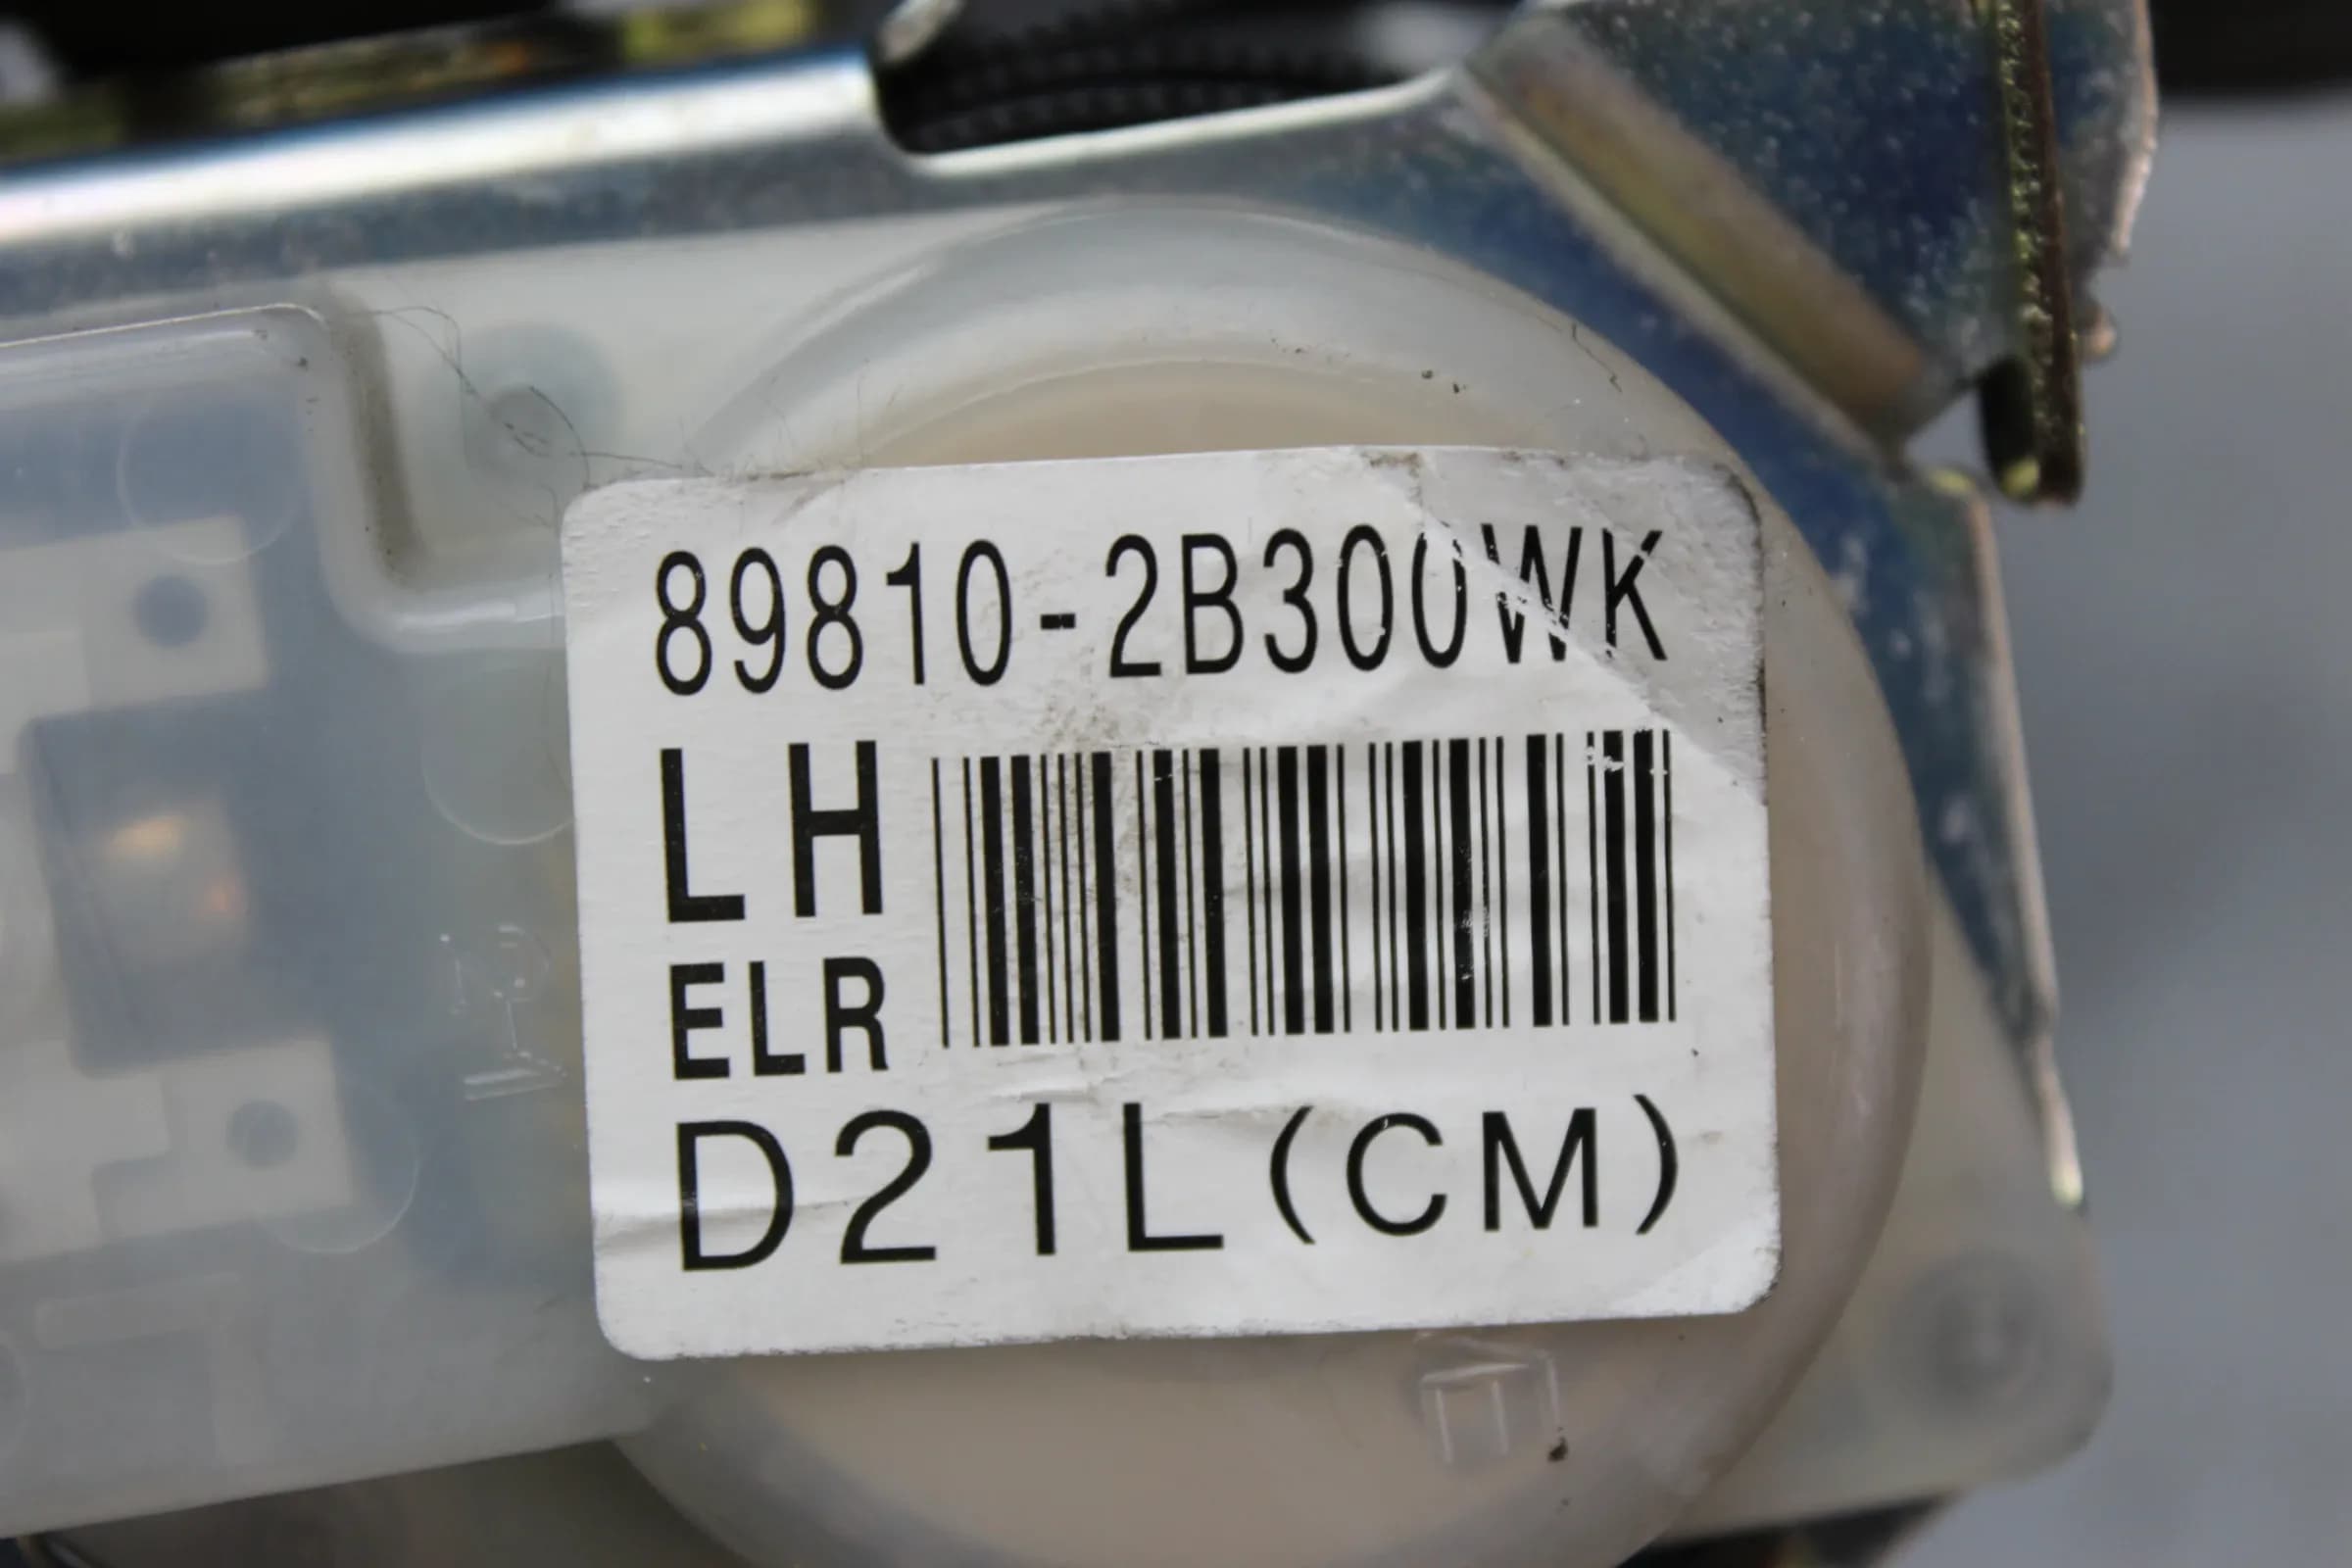 89810-2B300WK
LH
ELR
D21L(CM)